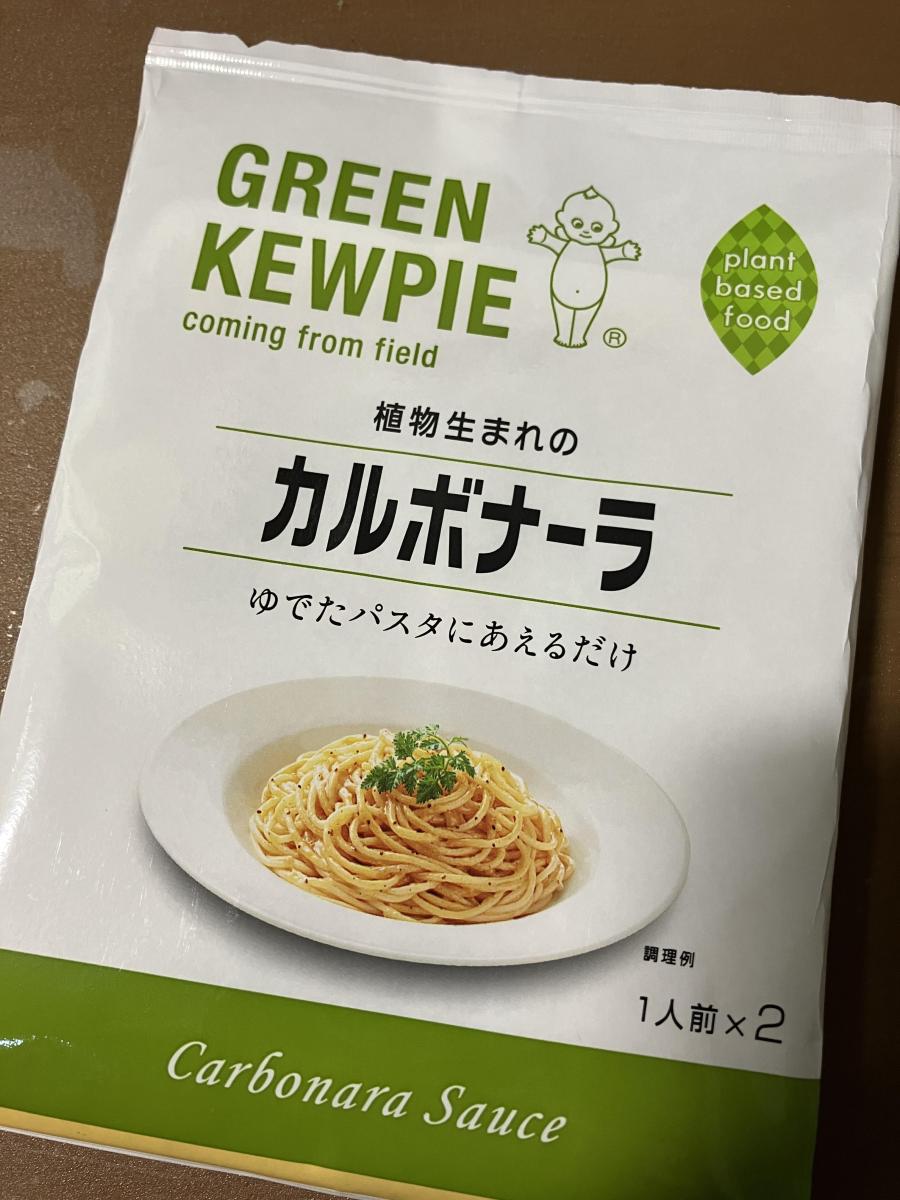 GREEN
KEWPIE
®
coming from field
plant
based
food
植物生まれの
カルボナーラ
ゆでたパスタにあえるだけ
調理例
1人前×2
Carbonara Sauce